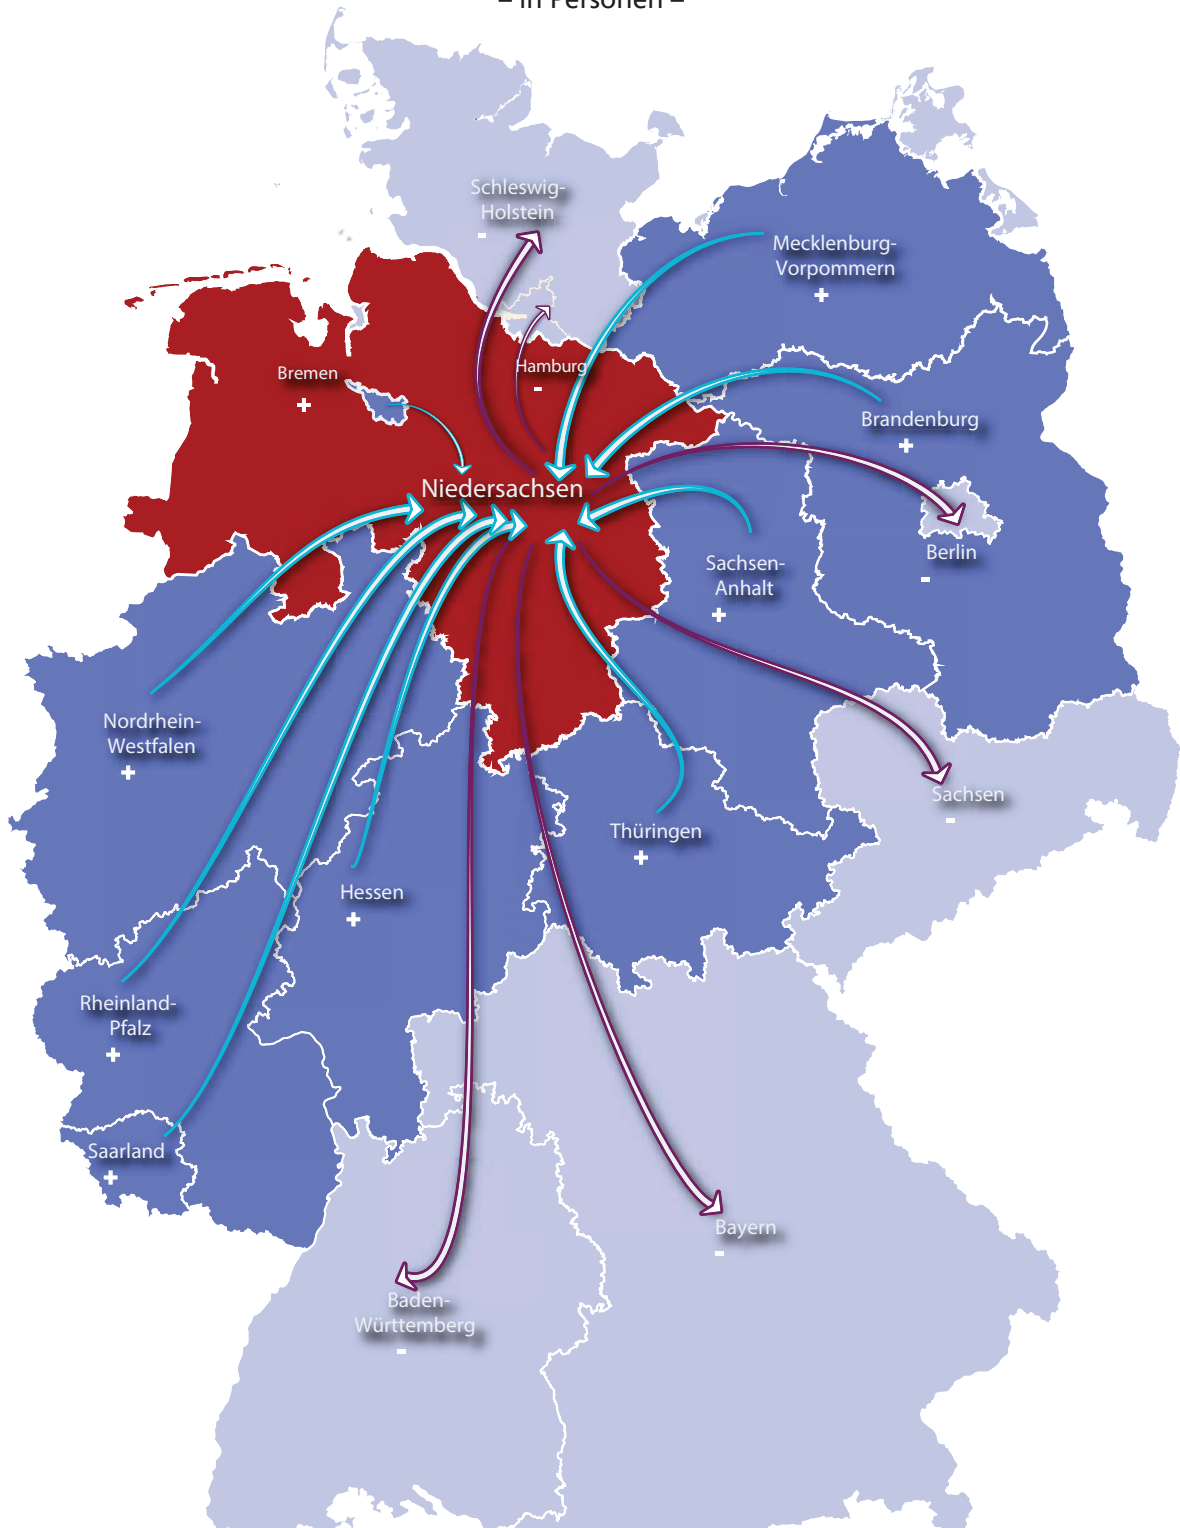 – in Personen –
Schleswig-
Holstein
-
Mecklenburg-
Vorpommern
+
Bremen
+
Hamburg
-
Brandenburg
+
Niedersachsen
Berlin
-
Sachsen-
Anhalt
+
Nordrhein-
Westfalen
+
Sachsen
-
Thüringen
+
Hessen
+
Rheinland-
Pfalz
+
Saarland
+
Bayern
-
Baden-
Württemberg
-